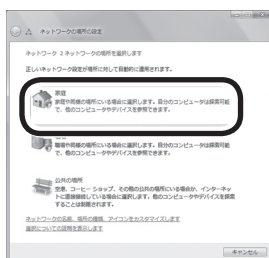 ネットワークの場所の設定
ネットワーク 2 ネットワークの場所を選択します
正しいネットワーク設定が場所に対して自動的に適用されます。
家庭
家庭や同様の場所にいる場合に選択します。自分のコンピュータは探索可能
で、他のコンピュータやデバイスを参照できます。
職場や同様の場所にいる場合に選択します。自分のコンピュータは探索可能
で、他のコンピュータやデバイスを参照できます。
公共の場所
空港、コーヒー ショップ、その他の公共の場所にいる場合か、インターネッ
トに直接接続している場合に選択します。自分のコンピュータやデバイスを探索
することは制限されます。
ネットワークの名前、場所の種類、アイコンをカスタマイズします
選択についての説明を表示します
キャンセル